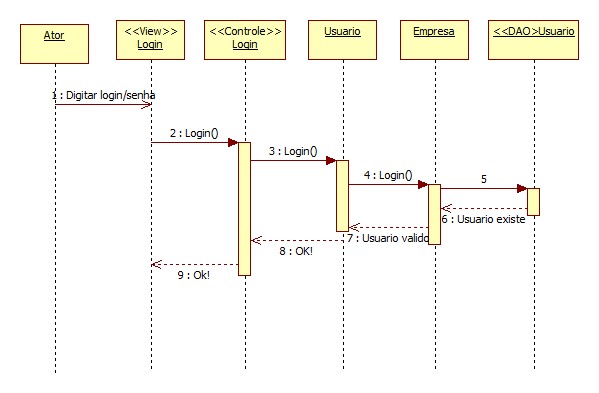 Ator
<<View>>
Login
<<Controle>>
Login
Usuario
Empresa
<<DAO>Usuario
1 : Digitar login/senha
2 : Login()
3 : Login()
4 : Login()
5
6 : Usuario existe
7 : Usuario valido
8 : OK!
9 : Ok!